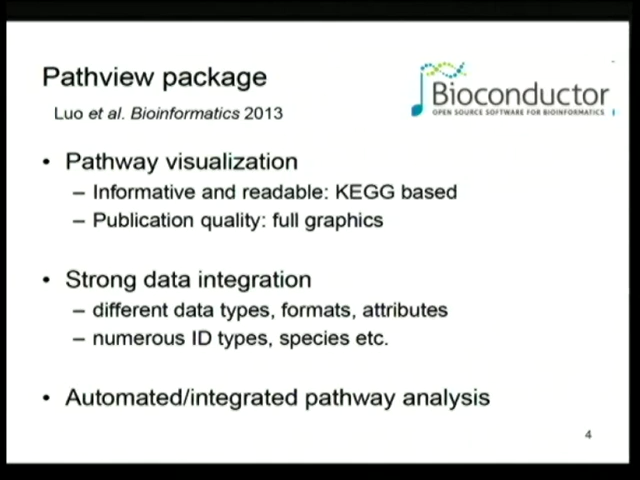 Pathview package
Luo et al. Bioinformatics 2013
Bioconductor
OPEN SOURCE SOFTWARE FOR BIOINFORMATICS
• Pathway visualization
– Informative and readable: KEGG based
– Publication quality: full graphics
• Strong data integration
– different data types, formats, attributes
– numerous ID types, species etc.
• Automated/integrated pathway analysis
4